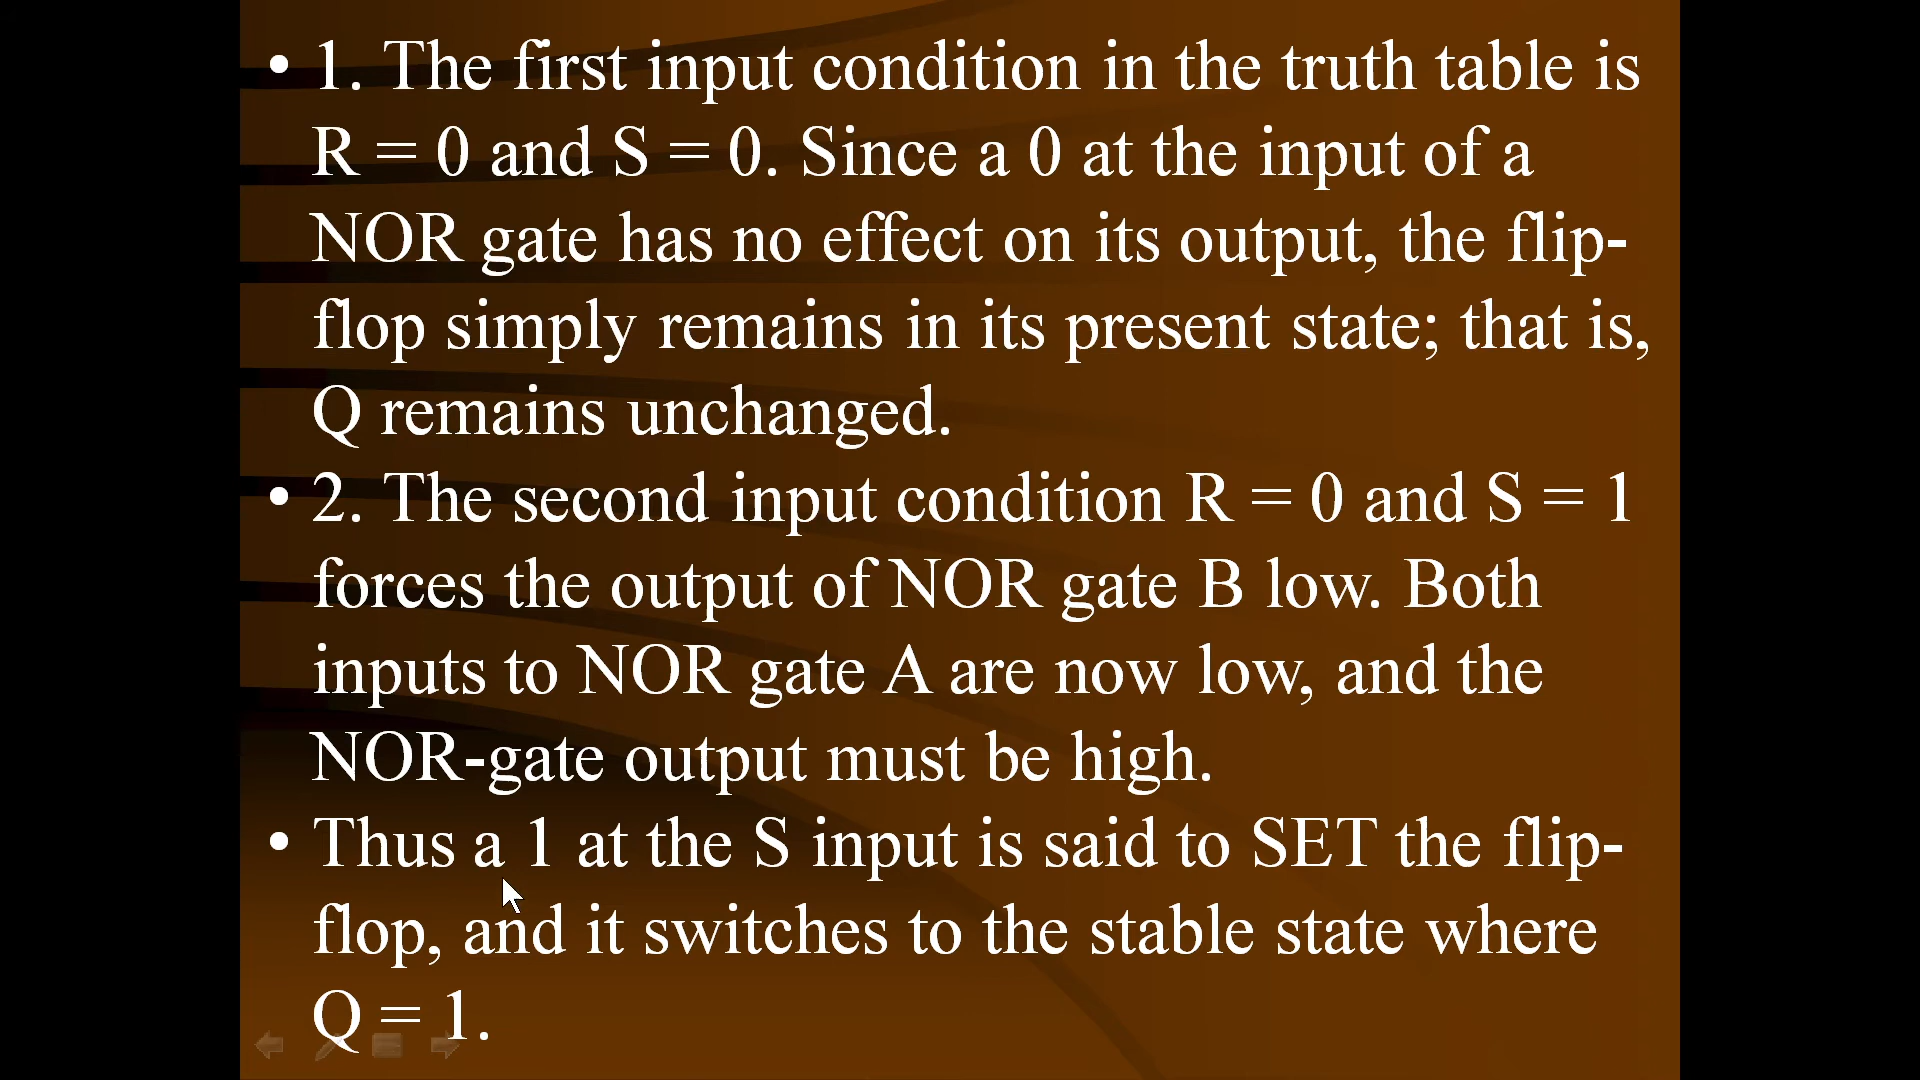 • 1. The first input condition in the truth table is
R = 0 and S = 0. Since a 0 at the input of a
NOR gate has no effect on its output, the flip-
flop simply remains in its present state; that is,
Q remains unchanged.
• 2. The second input condition R = 0 and S = 1
forces the output of NOR gate B low. Both
inputs to NOR gate A are now low, and the
NOR-gate output must be high.
• Thus a 1 at the S input is said to SET the flip-
flop, and it switches to the stable state where
Q = 1.